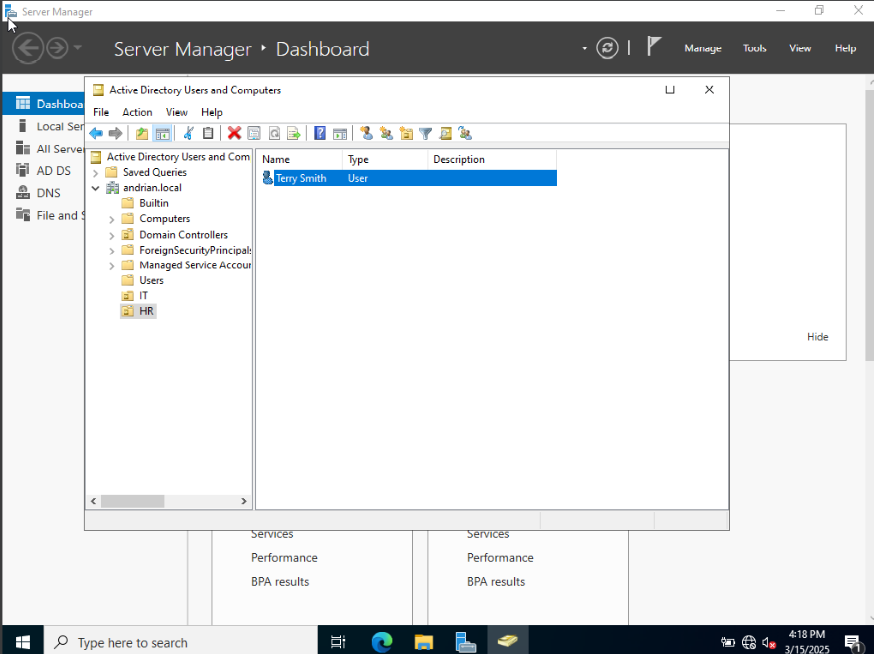 Server Manager
Server Manager • Dashboard
Manage Tools View Help
Dashboa
Local Ser
All Server
AD DS
DNS
File and S
Active Directory Users and Computers
File Action View Help
Active Directory Users and Com
Saved Queries
andrian.local
Builtin
Computers
Domain Controllers
ForeignSecurityPrincipals
Managed Service Accour
Users
IT
HR
Name Type Description
Terry Smith User
Hide
Services
Performance
BPA results
Services
Performance
BPA results
Type here to search
4:18 PM
3/15/2025
1